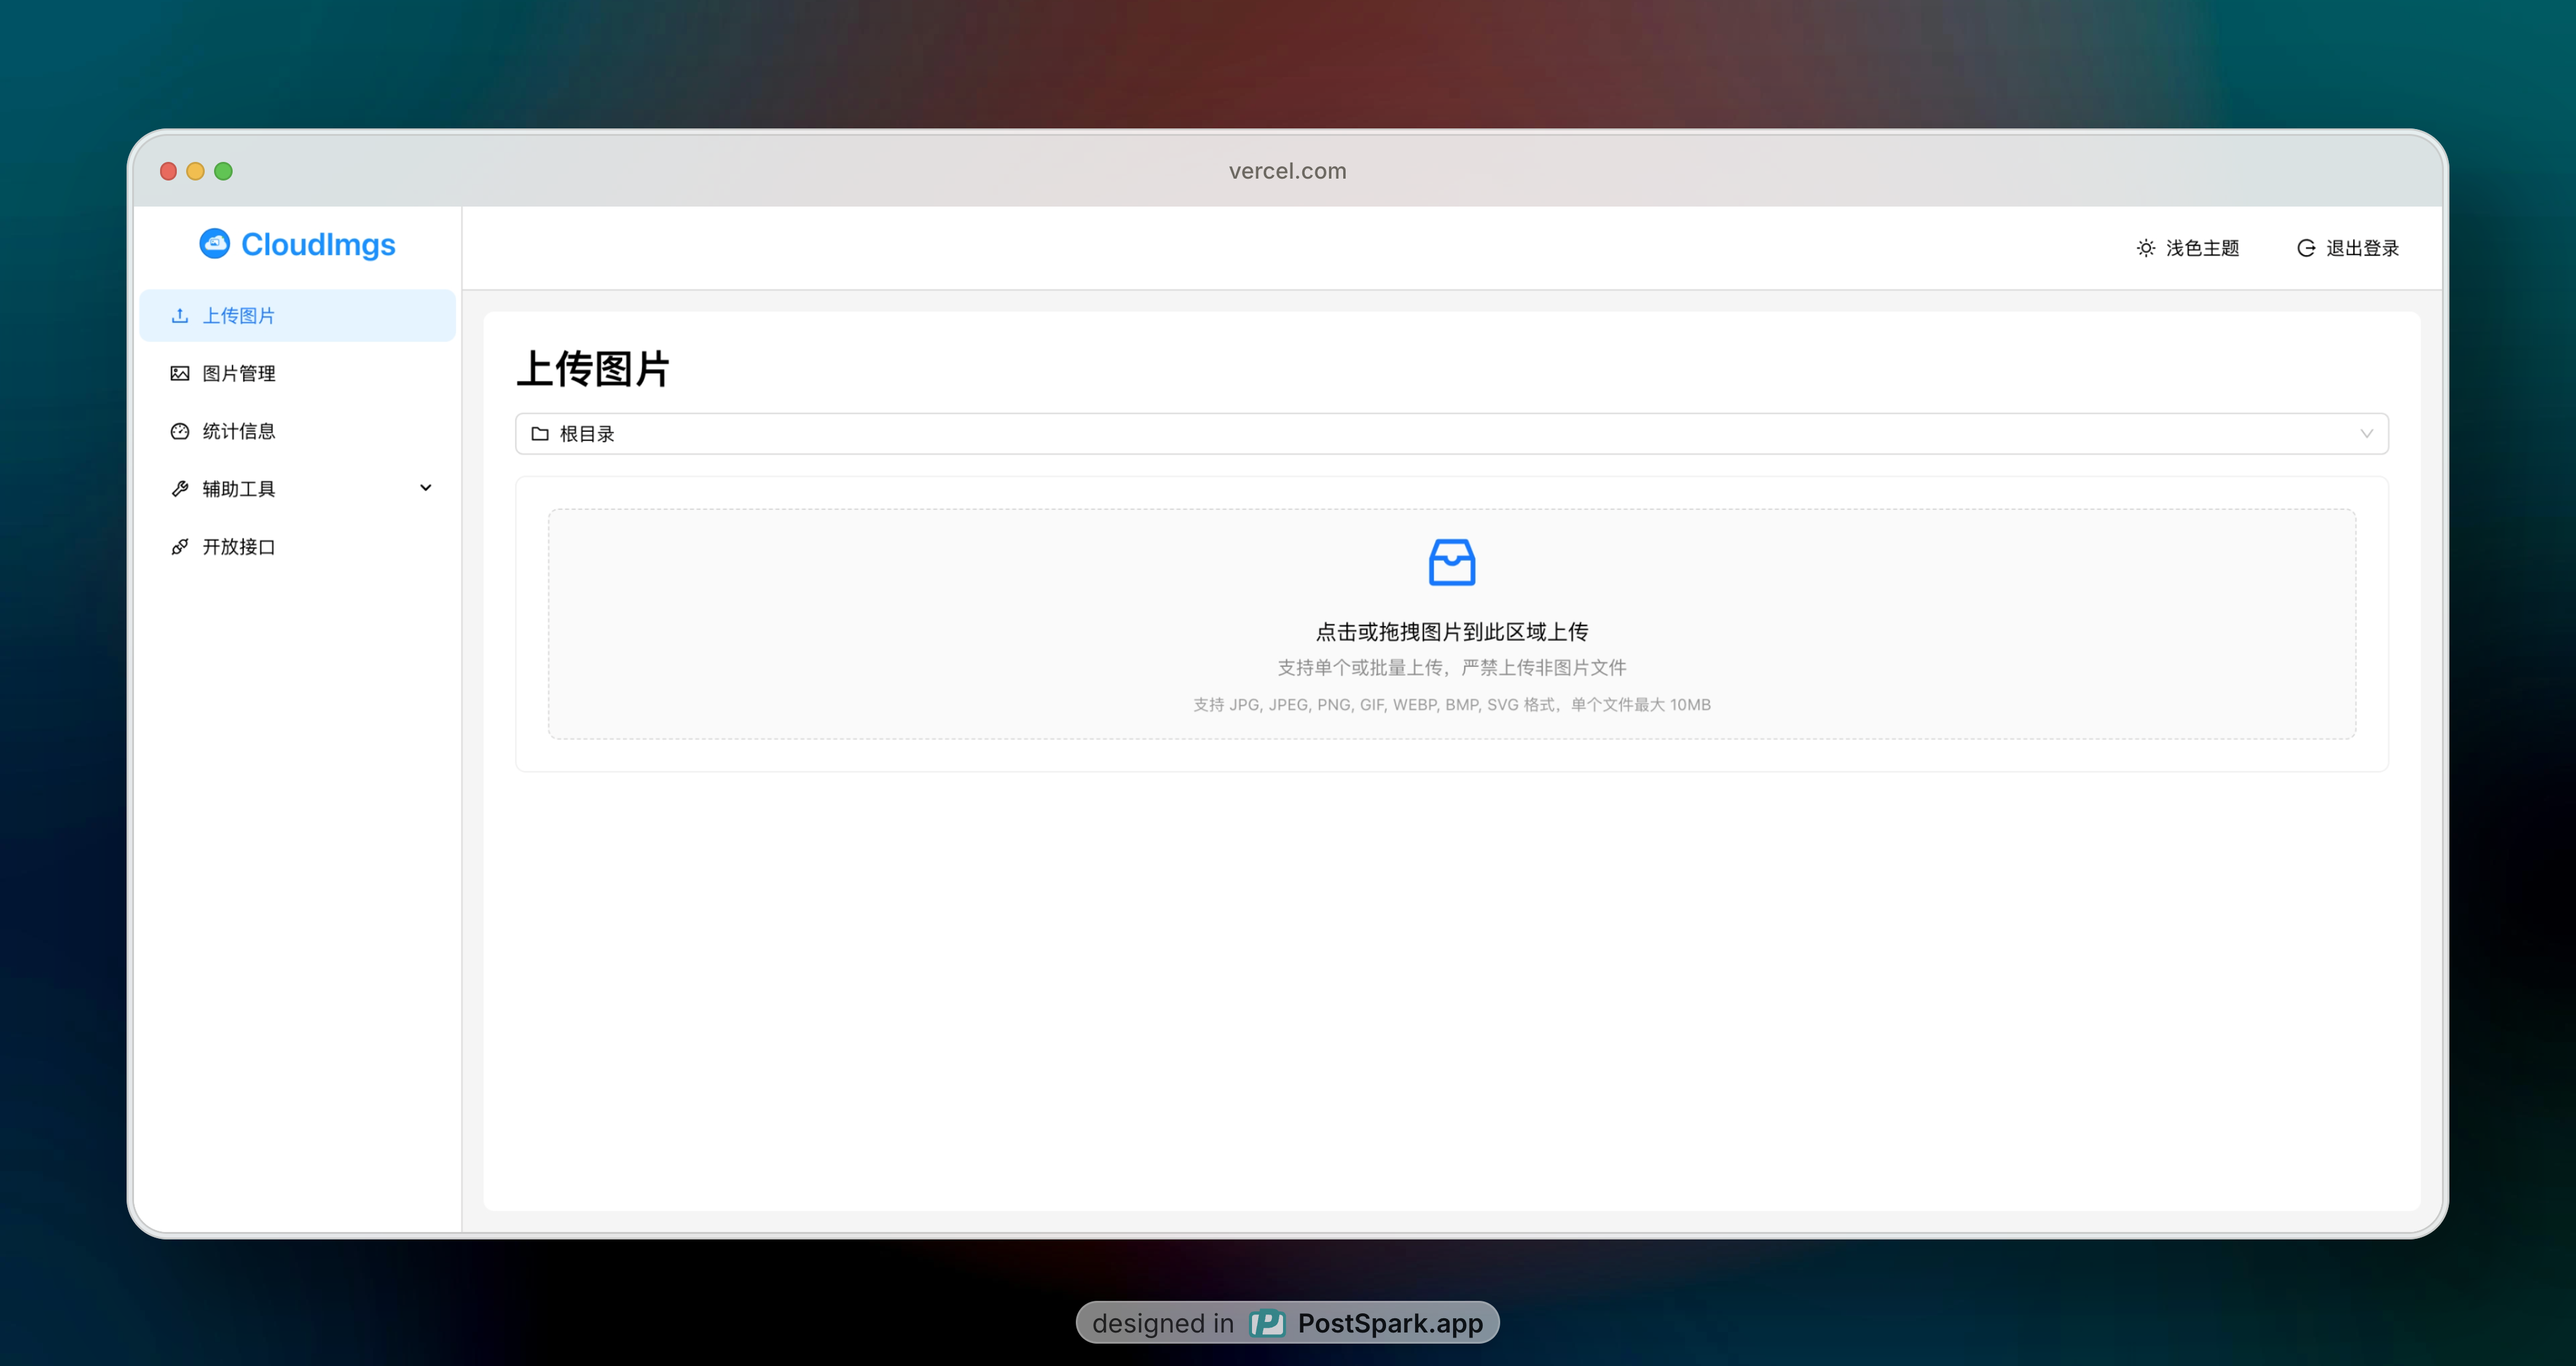 vercel.com
CloudImgs
浅色主题
退出登录
上传图片
图片管理
统计信息
辅助工具
开放接口
上传图片
根目录
点击或拖拽图片到此区域上传
支持单个或批量上传，严禁上传非图片文件
支持 JPG, JPEG, PNG, GIF, WEBP, BMP, SVG 格式，单个文件最大 10MB
designed in PostSpark.app